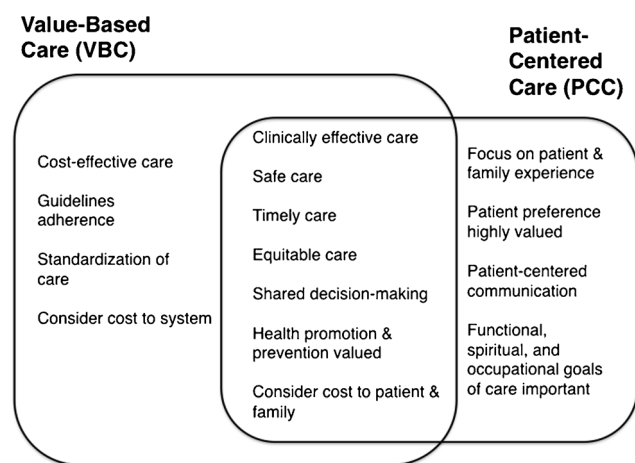 Value-Based
Care (VBC)
Patient-
Centered
Care (PCC)
Cost-effective care
Guidelines
adherence
Standardization of
care
Consider cost to system
Clinically effective care
Safe care
Timely care
Equitable care
Shared decision-making
Health promotion &
prevention valued
Consider cost to patient &
family
Focus on patient &
family experience
Patient preference
highly valued
Patient-centered
communication
Functional,
spiritual, and
occupational goals
of care important